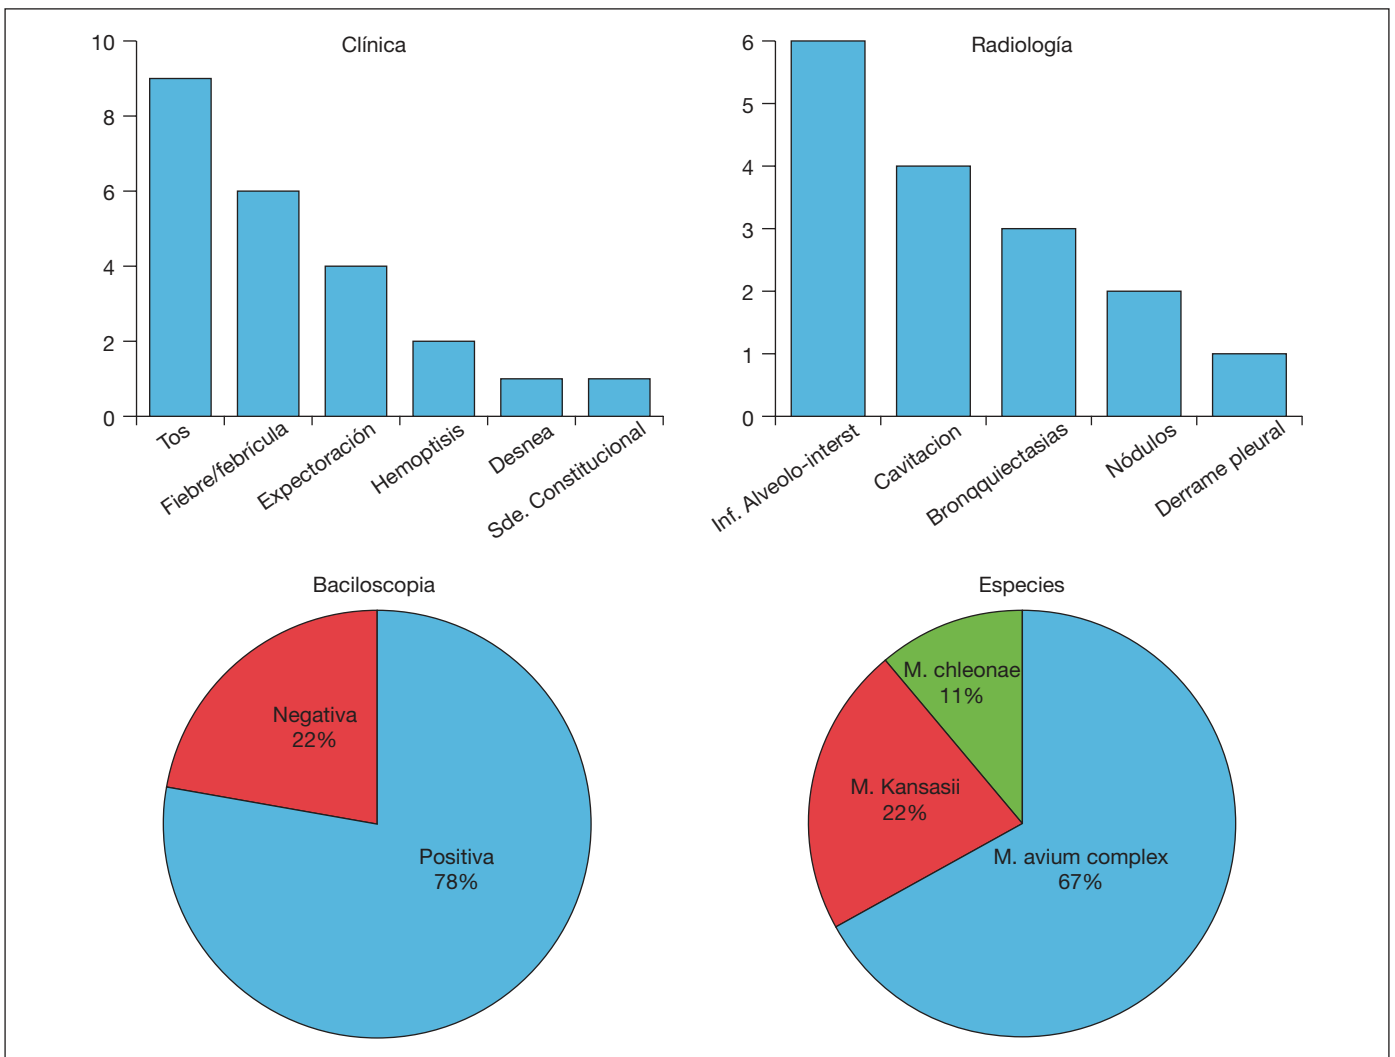 Clínica
10
8
6
4
2
0
Tos
Fiebre/febrícula
Expectoración
Hemoptisis
Desnea
Sde. Constitucional
Radiología
6
5
4
3
2
1
0
Inf. Alveolo-interst
Cavitacion
Bronqquiectasias
Nódulos
Derrame pleural
Baciloscopia
Negativa
22%
Positiva
78%
Especies
M. chleonae
11%
M. Kansasii
22%
M. avium complex
67%